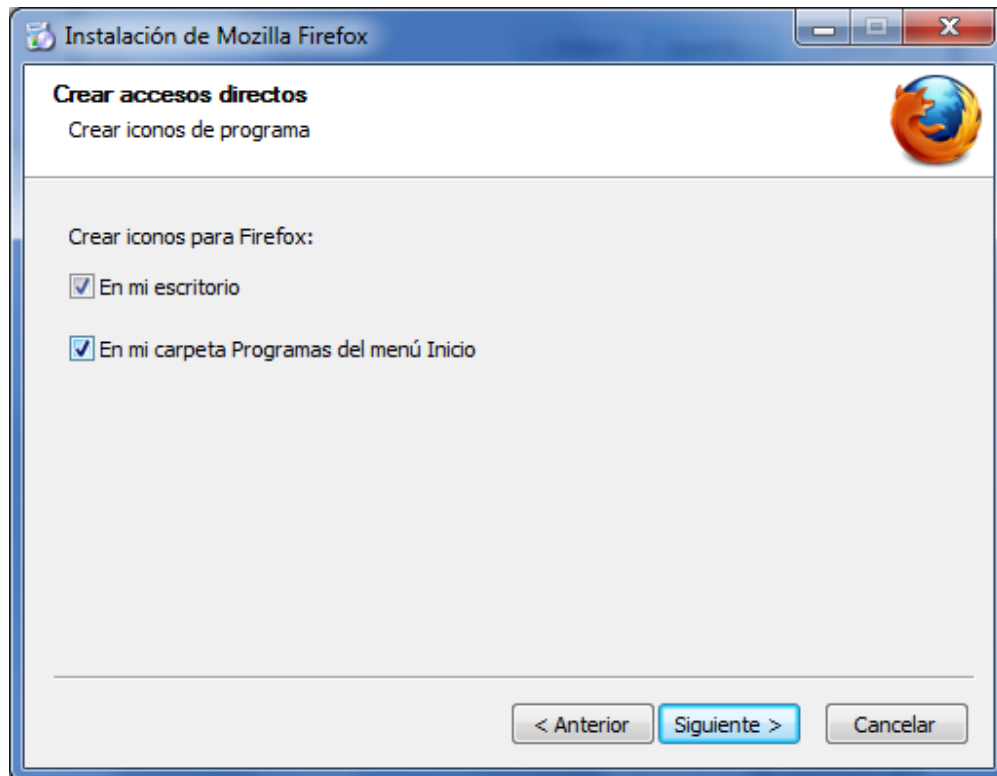 Instalación de Mozilla Firefox
Crear accesos directos
Crear iconos de programa
Crear iconos para Firefox:
En mi escritorio
En mi carpeta Programas del menú Inicio
< Anterior Siguiente > Cancelar